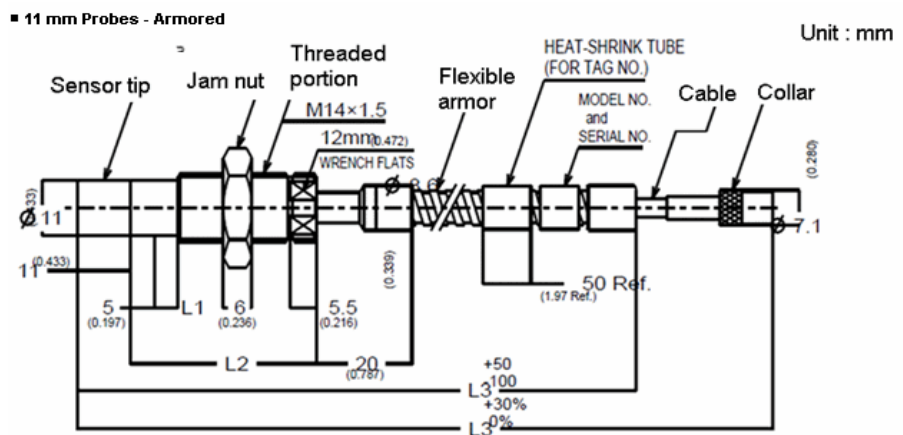 ▪ 11 mm Probes - Armored
Unit : mm
HEAT-SHRINK TUBE
(FOR TAG NO.)
Threaded
portion
Sensor tip
Jam nut
Flexible
armor
MODEL NO.
and
SERIAL NO.
Cable
Collar
M14×1.5
12mm(0.472)
WRENCH FLATS
(0.280)
Ø 8.6
Ø 11
Ø 7.1
11(0.433)
(0.339)
50 Ref.
(1.97 Ref.)
5
(0.197)
L1
6
(0.236)
5.5
(0.216)
L2
20
(0.787)
+50
L3 100
+30%
L3 0%